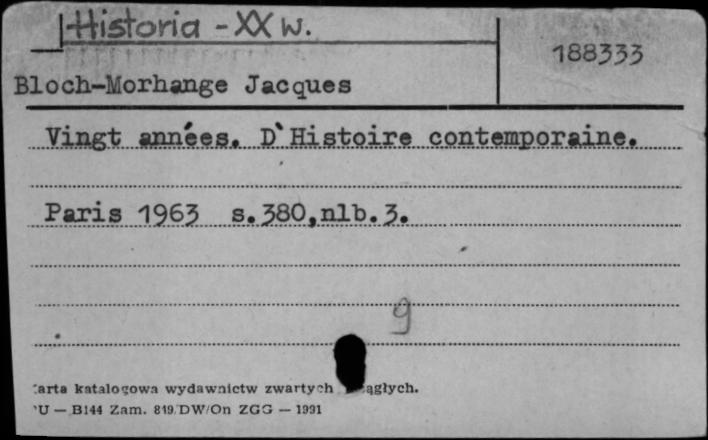 Historia - XX w.
188333
Bloch-Morhange Jacques
Vingt années. D`Histoire contemporaine.
Paris 1963 s.380,nlb.3.
9
arta katalogowa wydawnictw zwartych ągłych.
U — B144 Zam. 819/DW/On ZGG — 1991